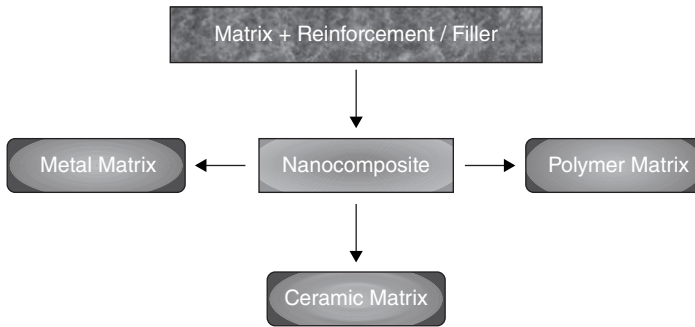 Matrix + Reinforcement / Filler
Metal Matrix
Nanocomposite
Polymer Matrix
Ceramic Matrix